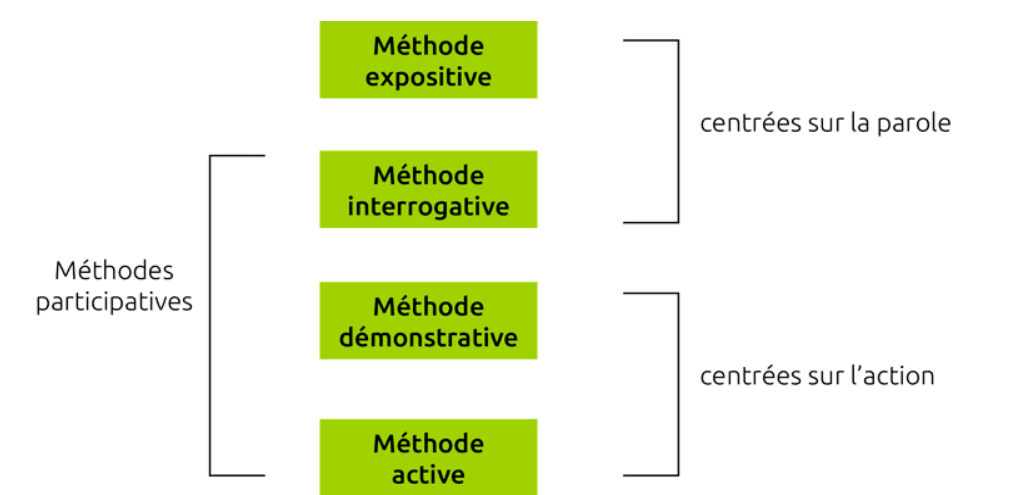 Méthode
expositive
centrées sur la parole
Méthode
interrogative
Méthodes
participatives
Méthode
démonstrative
centrées sur l’action
Méthode
active